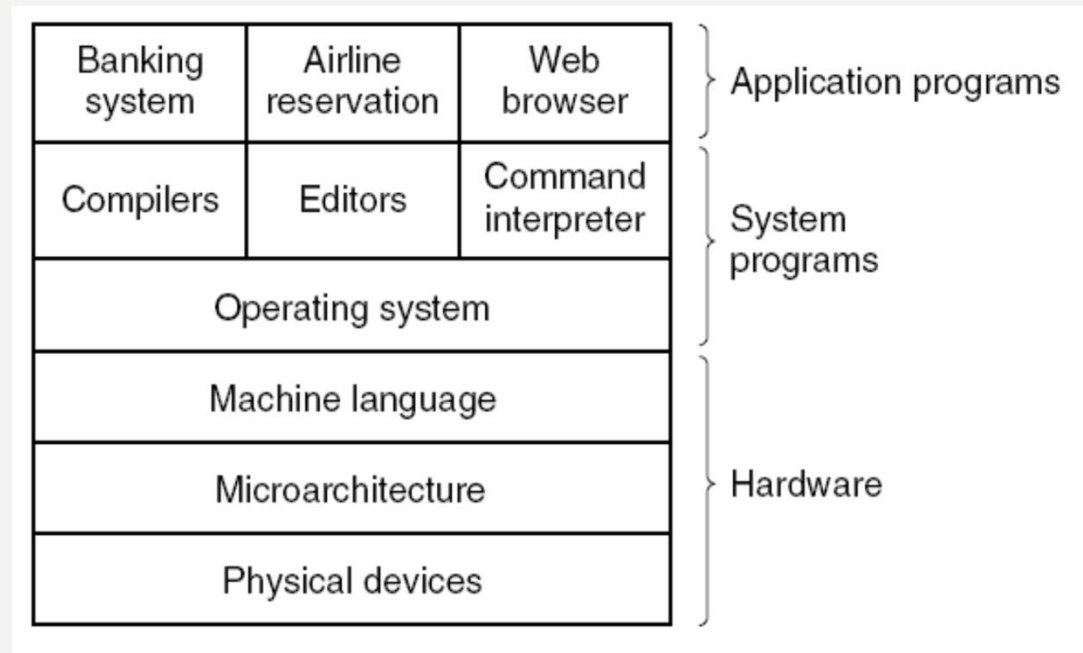 Banking
system
Airline
reservation
Web
browser
Application programs
Compilers
Editors
Command
interpreter
System
programs
Operating system
Machine language
Microarchitecture
Hardware
Physical devices